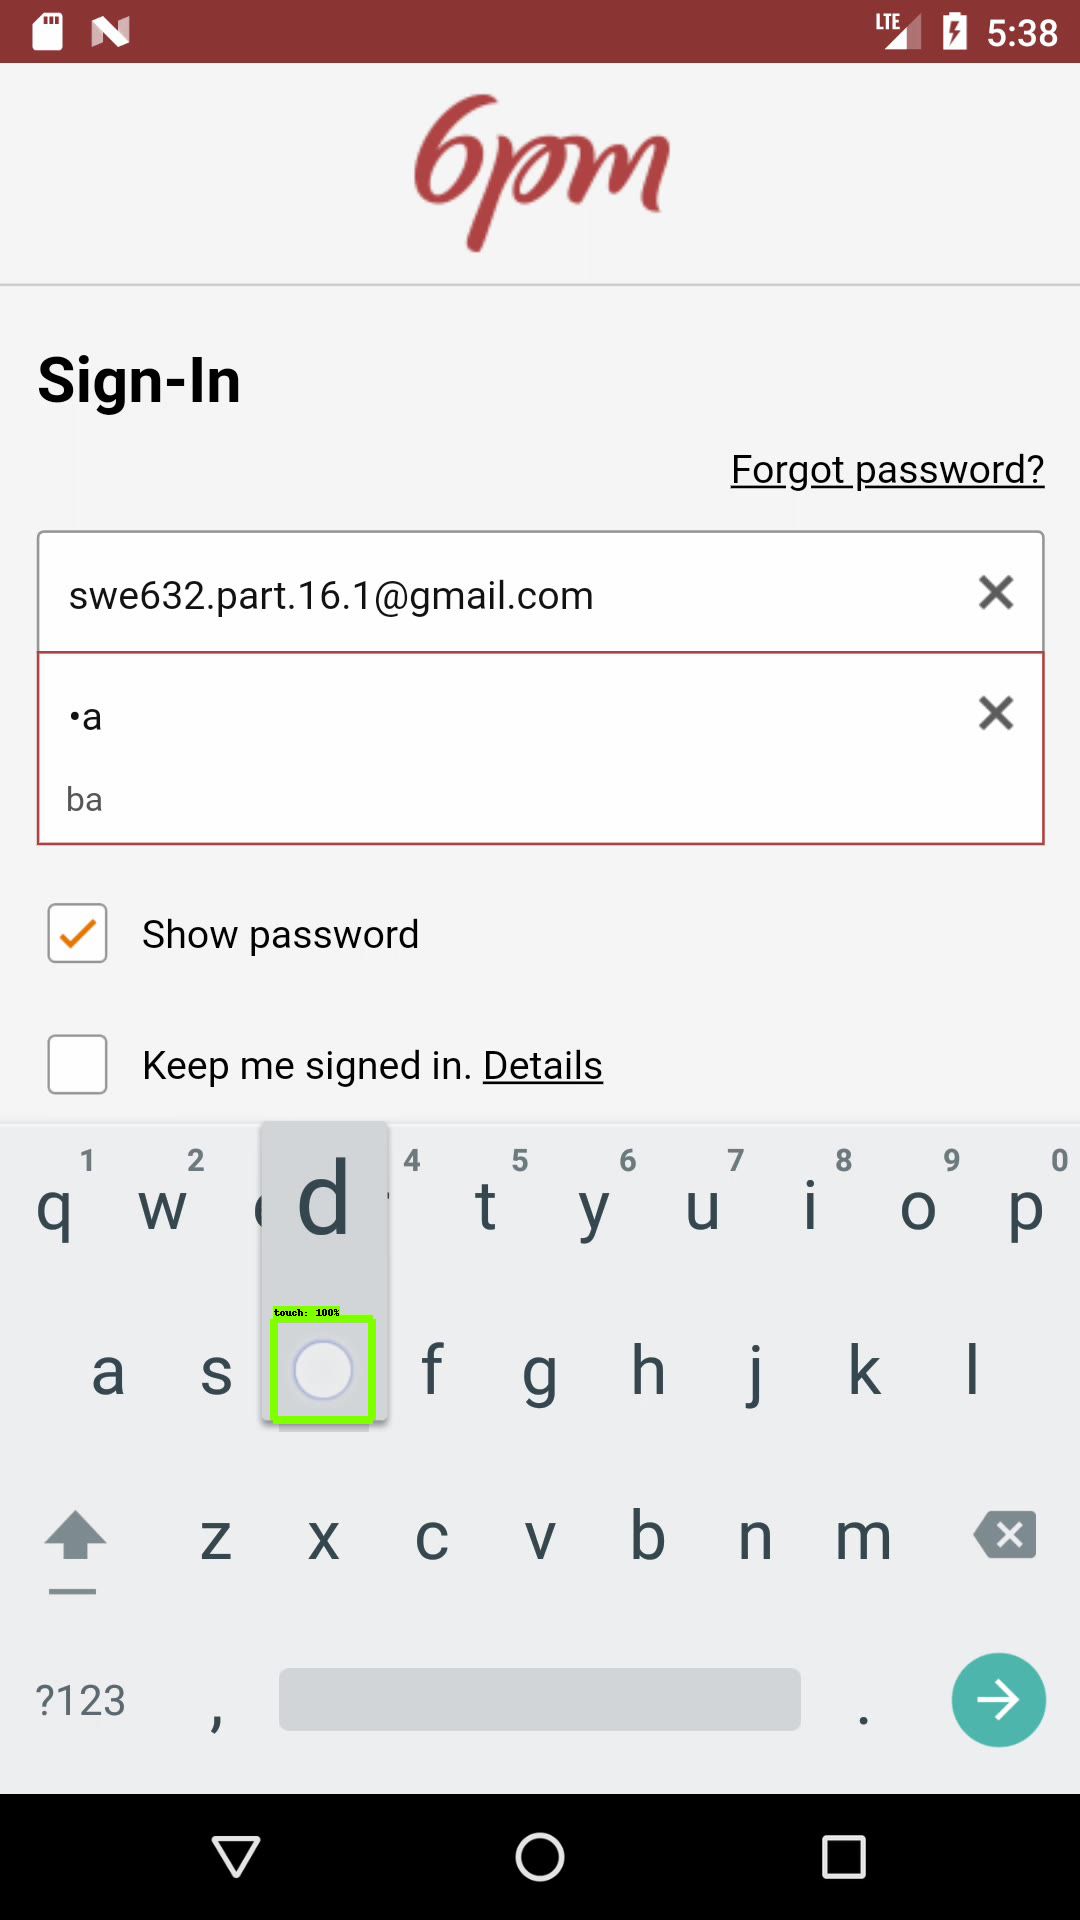 LTE 5:38
6pm
Sign-In
Forgot password?
swe632.part.16.1@gmail.com
•a
ba
Show password
Keep me signed in. Details
1 2 4 5 6 7 8 9 0
q w d t y u i o p
touch: 100%
a s f g h j k l
z x c v b n m
?123 , .